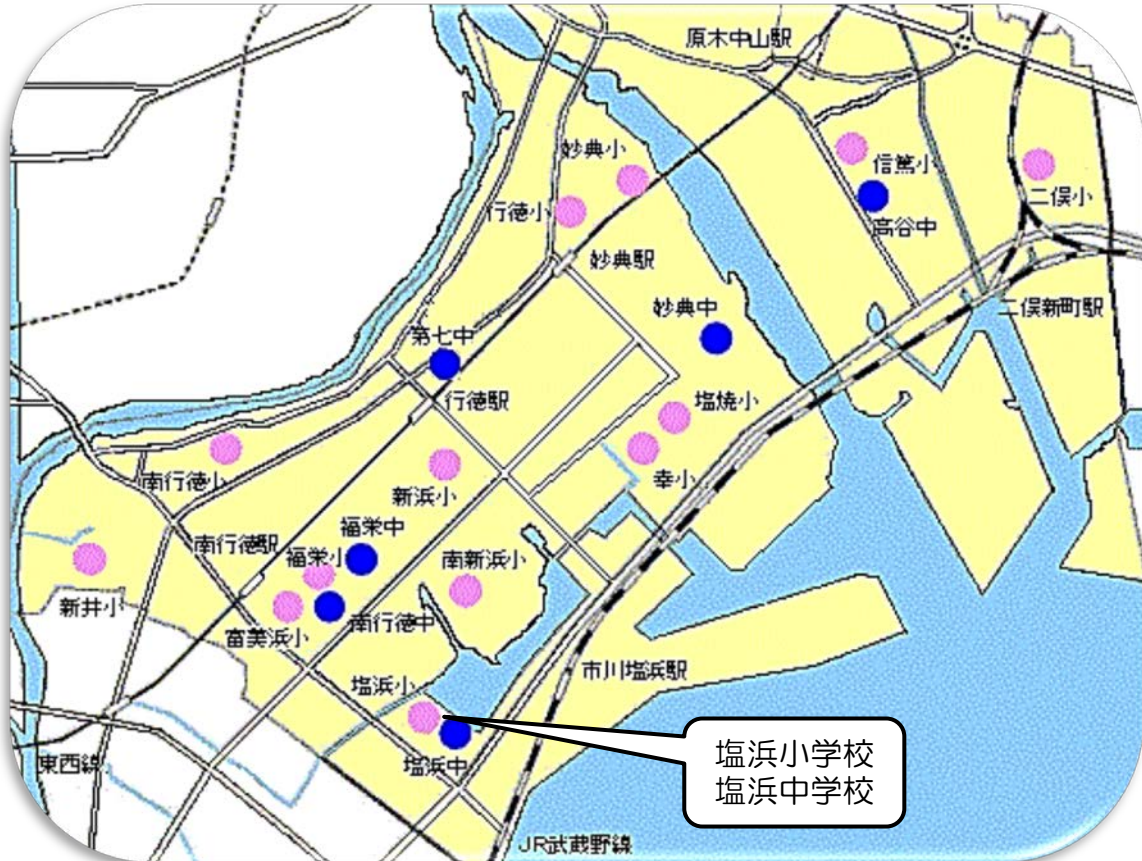 原木中山駅
妙典小
信篤小
二俣小
行徳小
高谷中
妙典駅
妙典中
二俣新町駅
第七中
行徳駅
塩焼小
幸小
南行徳小
新浜小
福栄中
南行徳駅
福栄小
南新浜小
新井小
富美浜小
南行徳中
塩浜小
市川塩浜駅
塩浜中
東西線
塩浜小学校
塩浜中学校
JR武蔵野線